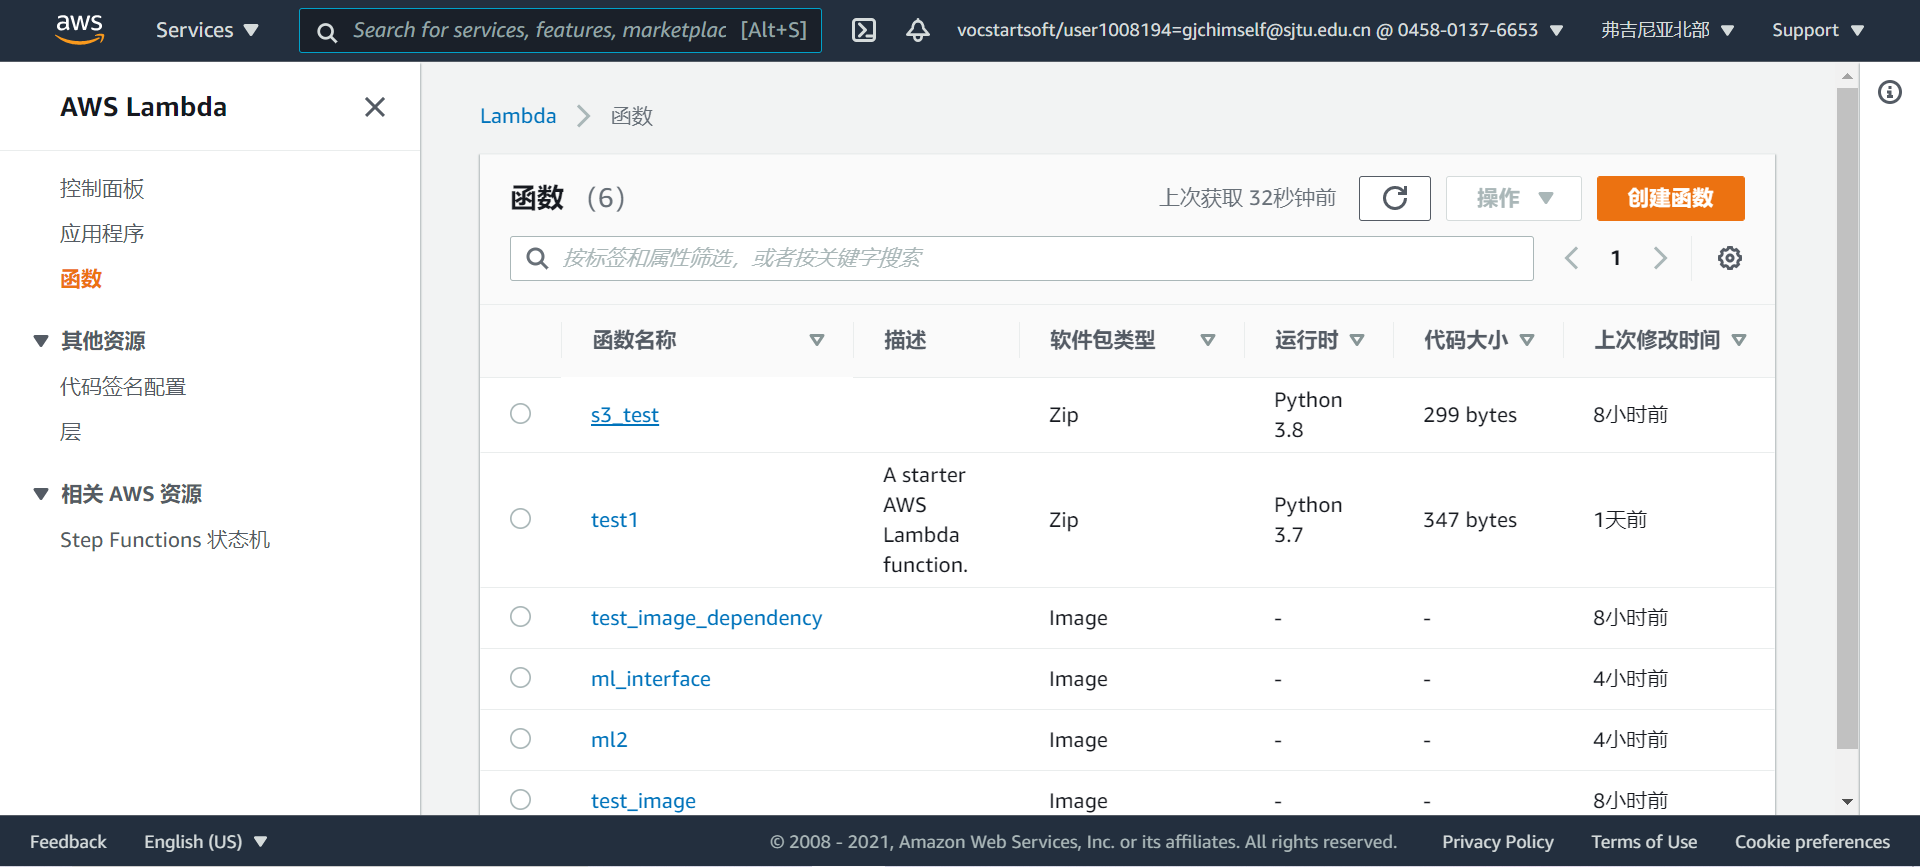 aws Services Search for services, features, marketplac [Alt+S] vocstartsoft/user1008194=gjchimself@sjtu.edu.cn @ 0458-0137-6653 弗吉尼亚北部 Support
AWS Lambda
控制面板
应用程序
函数
其他资源
代码签名配置
层
相关 AWS 资源
Step Functions 状态机
Lambda 函数
函数 (6) 上次获取 32秒钟前 操作 创建函数
按标签和属性筛选，或者按关键字搜索 1
函数名称 描述 软件包类型 运行时 代码大小 上次修改时间
s3_test Zip Python 3.8 299 bytes 8小时前
test1 A starter AWS Lambda function. Zip Python 3.7 347 bytes 1天前
test_image_dependency Image - - 8小时前
ml_interface Image - - 4小时前
ml2 Image - - 4小时前
test_image Image - - 8小时前
Feedback English (US) © 2008 - 2021, Amazon Web Services, Inc. or its affiliates. All rights reserved. Privacy Policy Terms of Use Cookie preferences